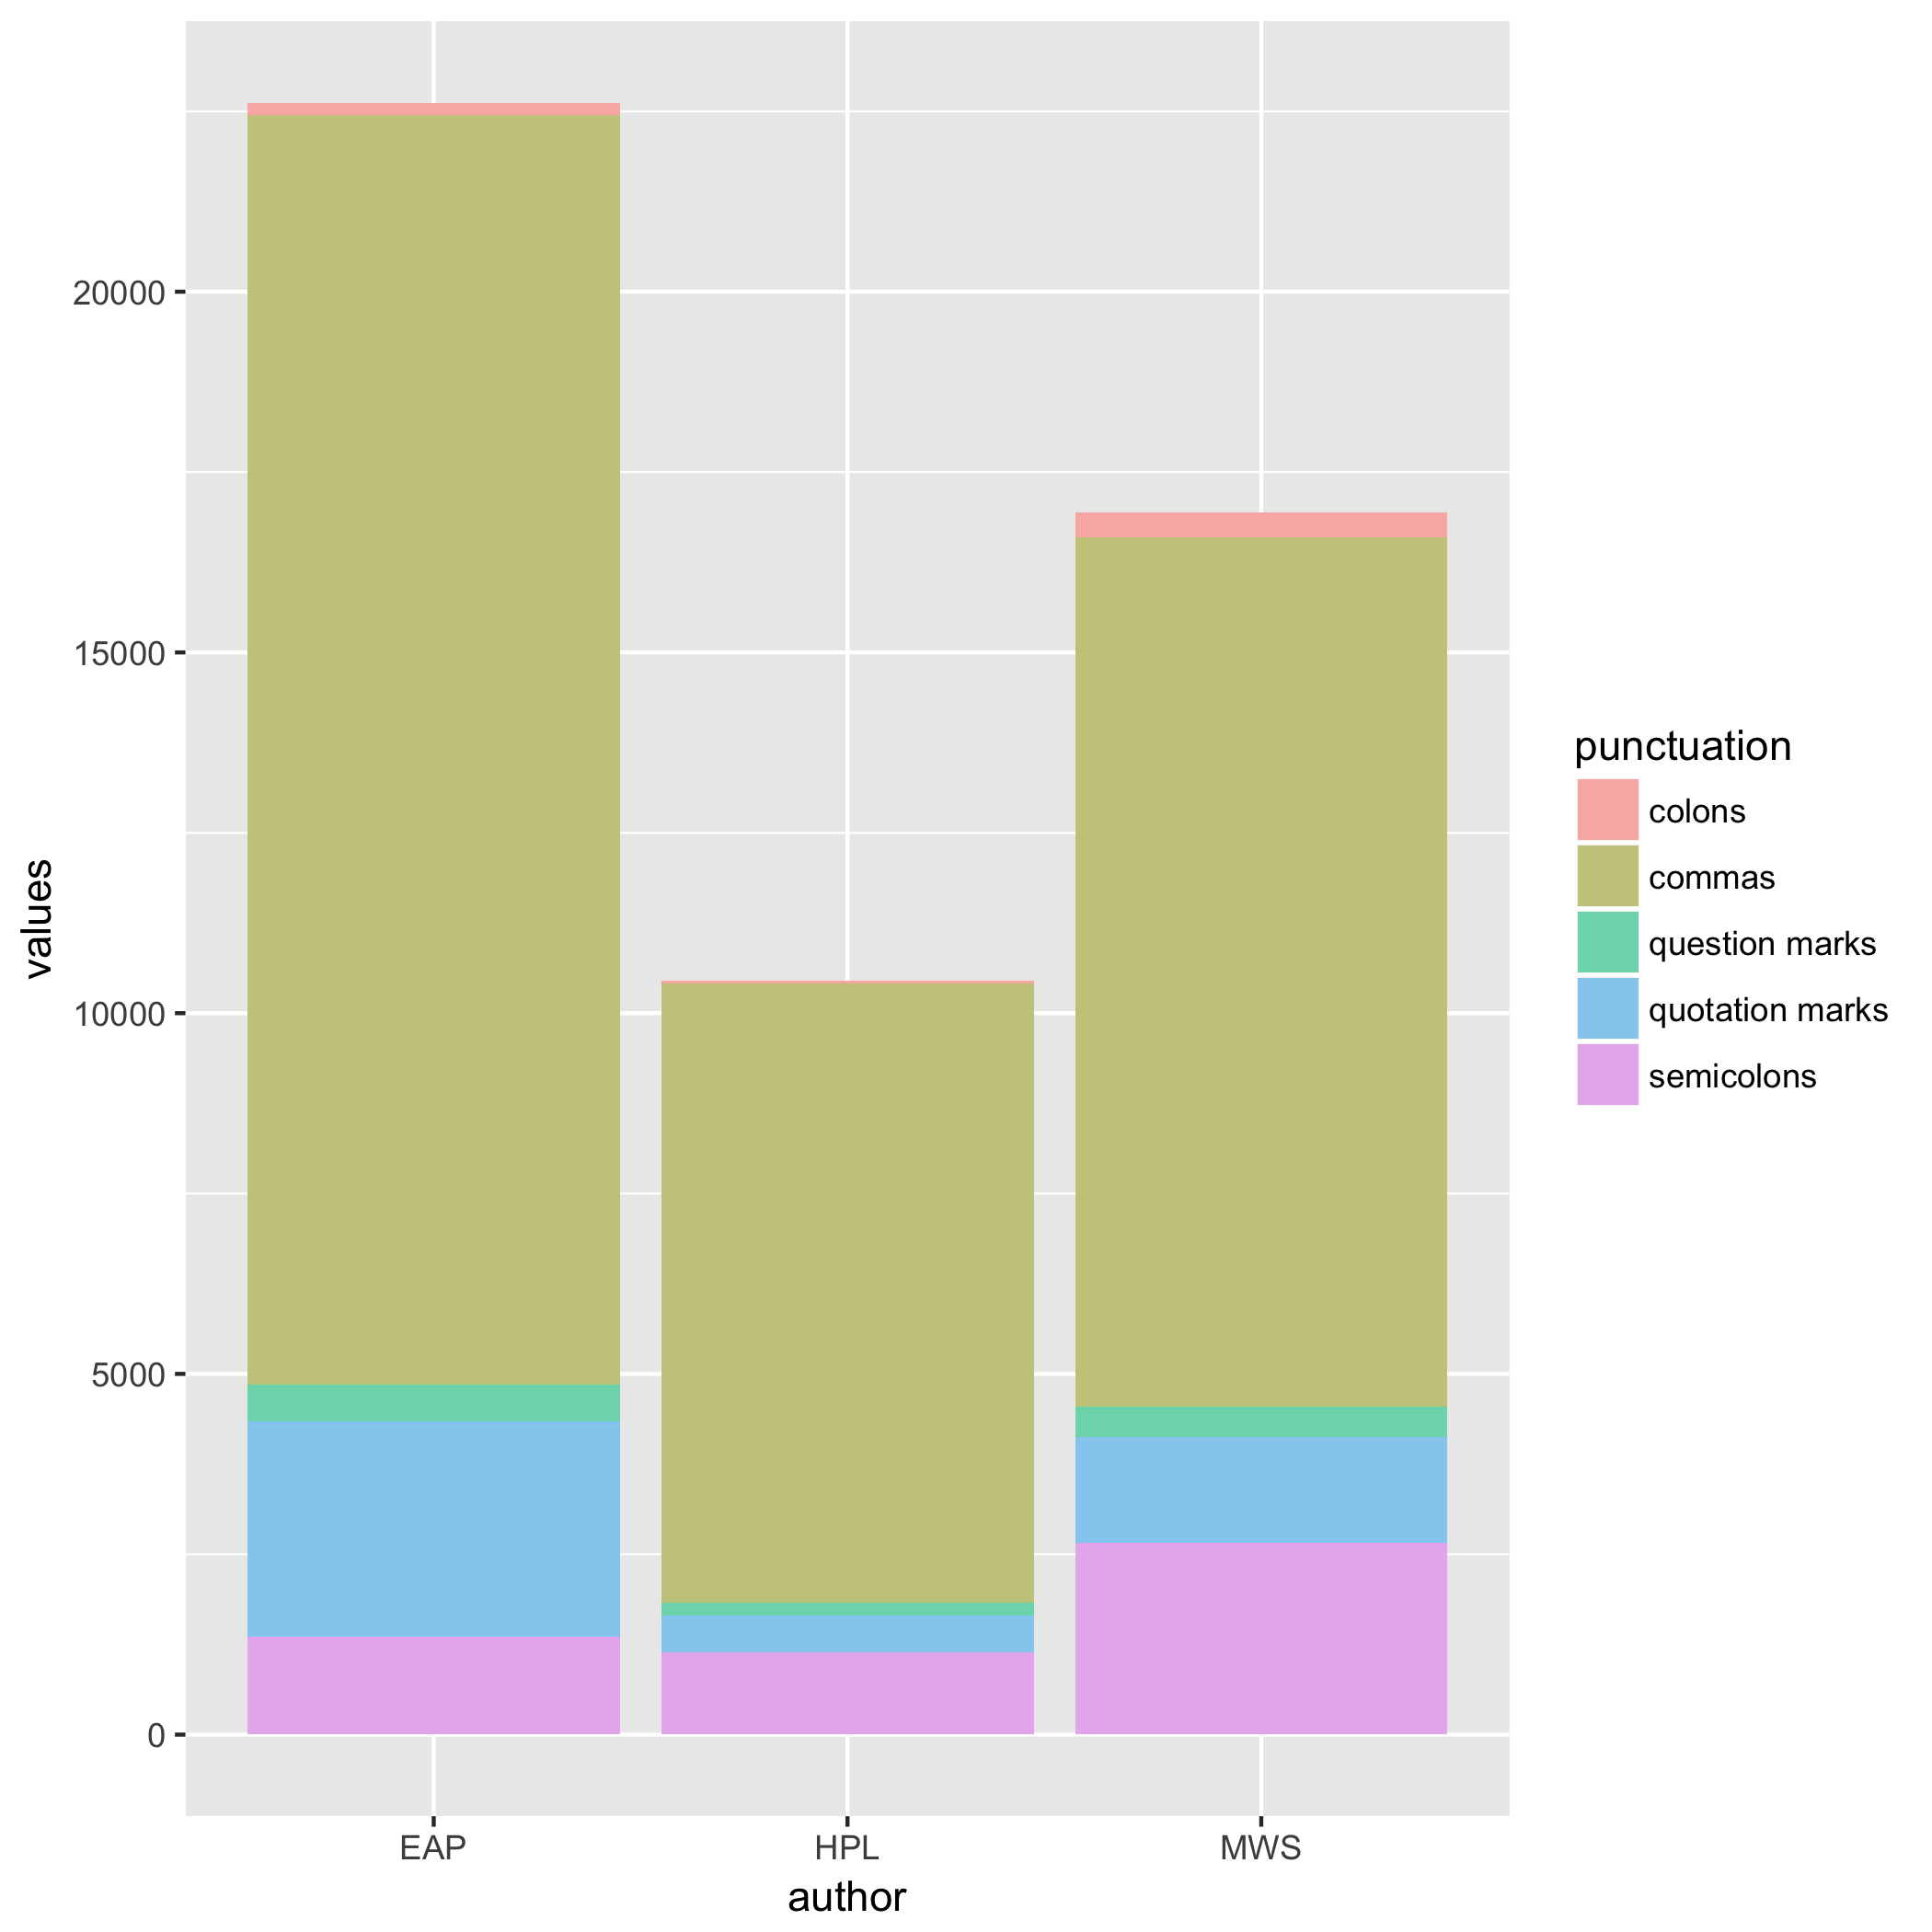 20000
15000
10000
5000
0
values
EAP
HPL
MWS
author
punctuation
colons
commas
question marks
quotation marks
semicolons